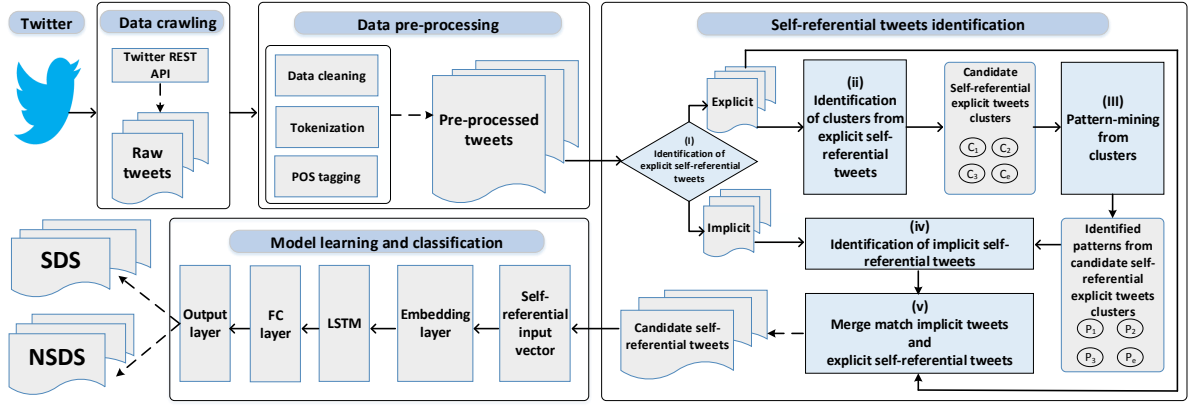 Twitter
Data crawling
Twitter REST
API
Raw
tweets
Data pre-processing
Data cleaning
Tokenization
POS tagging
Pre-processed
tweets
Self-referential tweets identification
(I)
Identification of
explicit self-referential
tweets
Explicit
Implicit
(ii)
Identification
of clusters from
explicit self-
referential
tweets
Candidate
Self-referential
explicit tweets
clusters
C1 C2
C3 Ce
(III)
Pattern-mining
from
clusters
Identified
patterns from
candidate self-
referential
explicit tweets
clusters
P1 P2
P3 Pe
(iv)
Identification of implicit self-
referential tweets
(v)
Merge match implicit tweets
and
explicit self-referential tweets
Candidate self-
referential tweets
Model learning and classification
Self-
referential
input
vector
Embedding
layer
LSTM
FC
layer
Output
layer
SDS
NSDS